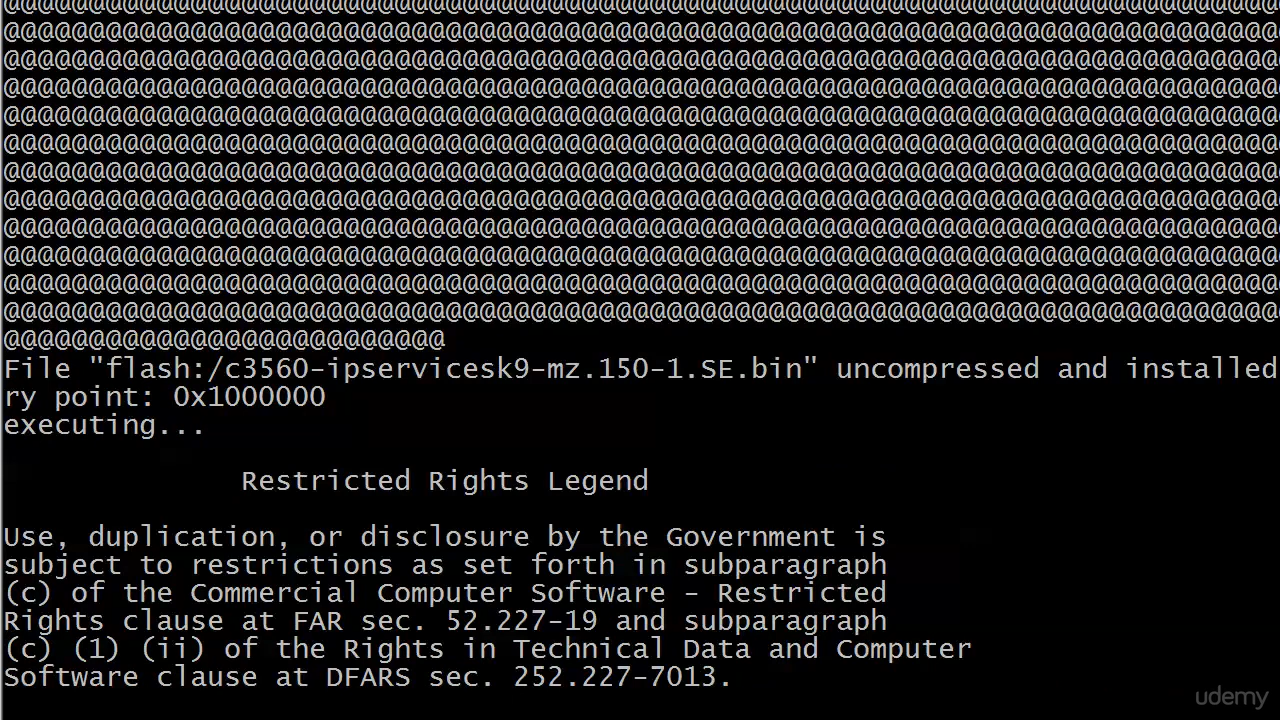 @@@@@@@@@@@@@@@@@@@@@@@@@@@@@@@@@@@@@@@@@@@@@@@@@@@@@@@@@@@@@@@@@@@@@@@@@@@
@@@@@@@@@@@@@@@@@@@@@@@@@@@@@@@@@@@@@@@@@@@@@@@@@@@@@@@@@@@@@@@@@@@@@@@@@@@
@@@@@@@@@@@@@@@@@@@@@@@@@@@@@@@@@@@@@@@@@@@@@@@@@@@@@@@@@@@@@@@@@@@@@@@@@@@
@@@@@@@@@@@@@@@@@@@@@@@@@@@@@@@@@@@@@@@@@@@@@@@@@@@@@@@@@@@@@@@@@@@@@@@@@@@
@@@@@@@@@@@@@@@@@@@@@@@@@@@@@@@@@@@@@@@@@@@@@@@@@@@@@@@@@@@@@@@@@@@@@@@@@@@
@@@@@@@@@@@@@@@@@@@@@@@@@@@@@@@@@@@@@@@@@@@@@@@@@@@@@@@@@@@@@@@@@@@@@@@@@@@
@@@@@@@@@@@@@@@@@@@@@@@@@@@@@@@@@@@@@@@@@@@@@@@@@@@@@@@@@@@@@@@@@@@@@@@@@@@
@@@@@@@@@@@@@@@@@@@@@@@@@@@@@@@@@@@@@@@@@@@@@@@@@@@@@@@@@@@@@@@@@@@@@@@@@@@
@@@@@@@@@@@@@@@@@@@@@@@@@@@@@@@@@@@@@@@@@@@@@@@@@@@@@@@@@@@@@@@@@@@@@@@@@@@
@@@@@@@@@@@@@@@@@@@@@@@@@@@@@@@@@@@@@@@@@@@@@@@@@@@@@@@@@@@@@@@@@@@@@@@@@@@
@@@@@@@@@@@@@@@@@@@@@@@@@@@@@@@@@@@@@@@@@@@@@@@@@@@@@@@@@@@@@@@@@@@@@@@@@@@
@@@@@@@@@@@@@@@@@@@@@@@@@@@@@@@@@@@@@@@@@@@@@@@@@@@@@@@@@@@@@@@@@@@@@@@@@@@
@@@@@@@@@@@@@@@@@@@@@@@@@@
File "flash:/c3560-ipservicesk9-mz.150-1.SE.bin" uncompressed and installed
ry point: 0x1000000
executing...
Restricted Rights Legend
Use, duplication, or disclosure by the Government is
subject to restrictions as set forth in subparagraph
(c) of the Commercial Computer Software - Restricted
Rights clause at FAR sec. 52.227-19 and subparagraph
(c) (1) (ii) of the Rights in Technical Data and Computer
Software clause at DFARS sec. 252.227-7013.
udemy